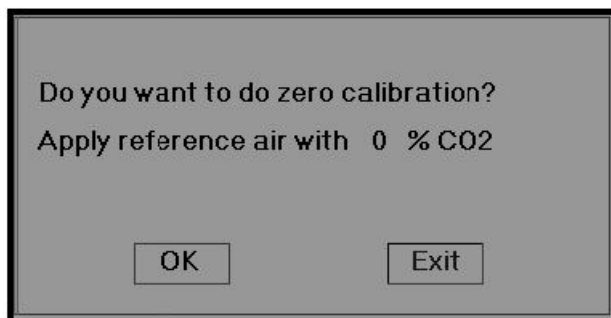 Do you want to do zero calibration?
Apply reference air with 0 % CO2
OK Exit